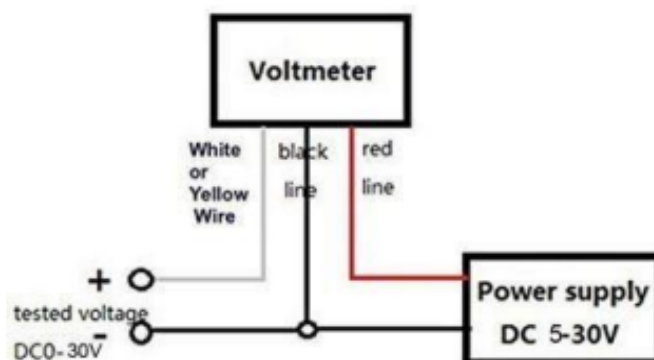 Voltmeter
White
or
Yellow
Wire
black
line
red
line
+
tested voltage
-
DC0-30V
Power supply
DC 5-30V